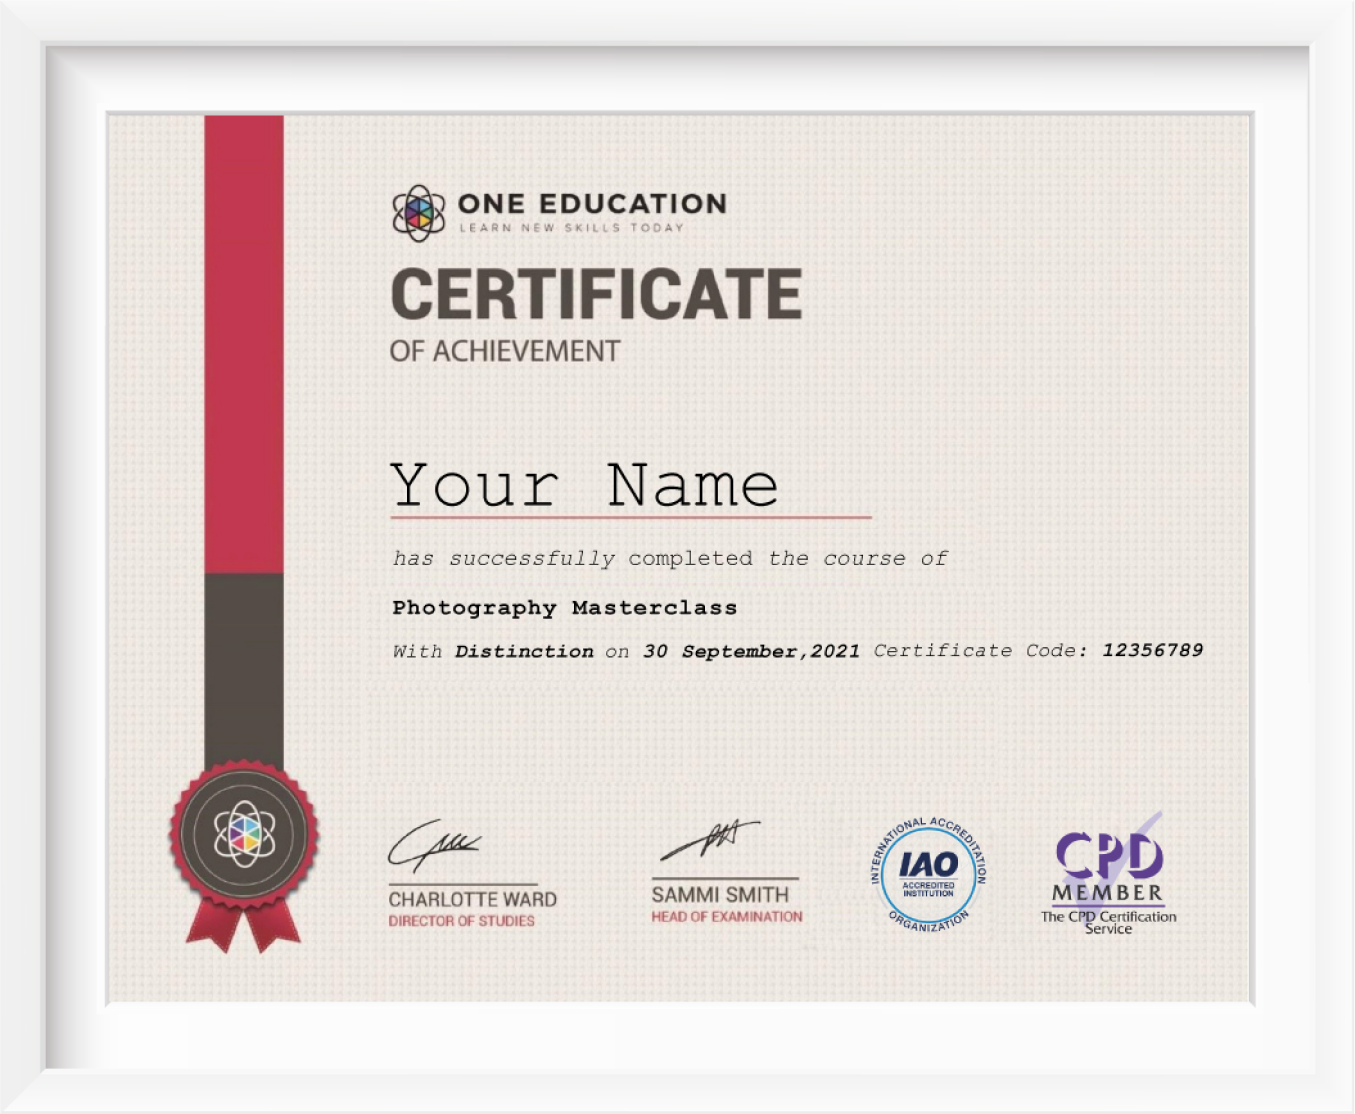 ONE EDUCATION
LEARN NEW SKILLS TODAY
CERTIFICATE
OF ACHIEVEMENT
Your Name
has successfully completed the course of
Photography Masterclass
With Distinction on 30 September,2021 Certificate Code: 12356789
CHARLOTTE WARD
DIRECTOR OF STUDIES
SAMMI SMITH
HEAD OF EXAMINATION
INTERNATIONAL ACCREDITATION
IAO
ACCREDITED
INSTITUTION
ORGANIZATION
CPD
MEMBER
The CPD Certification
Service